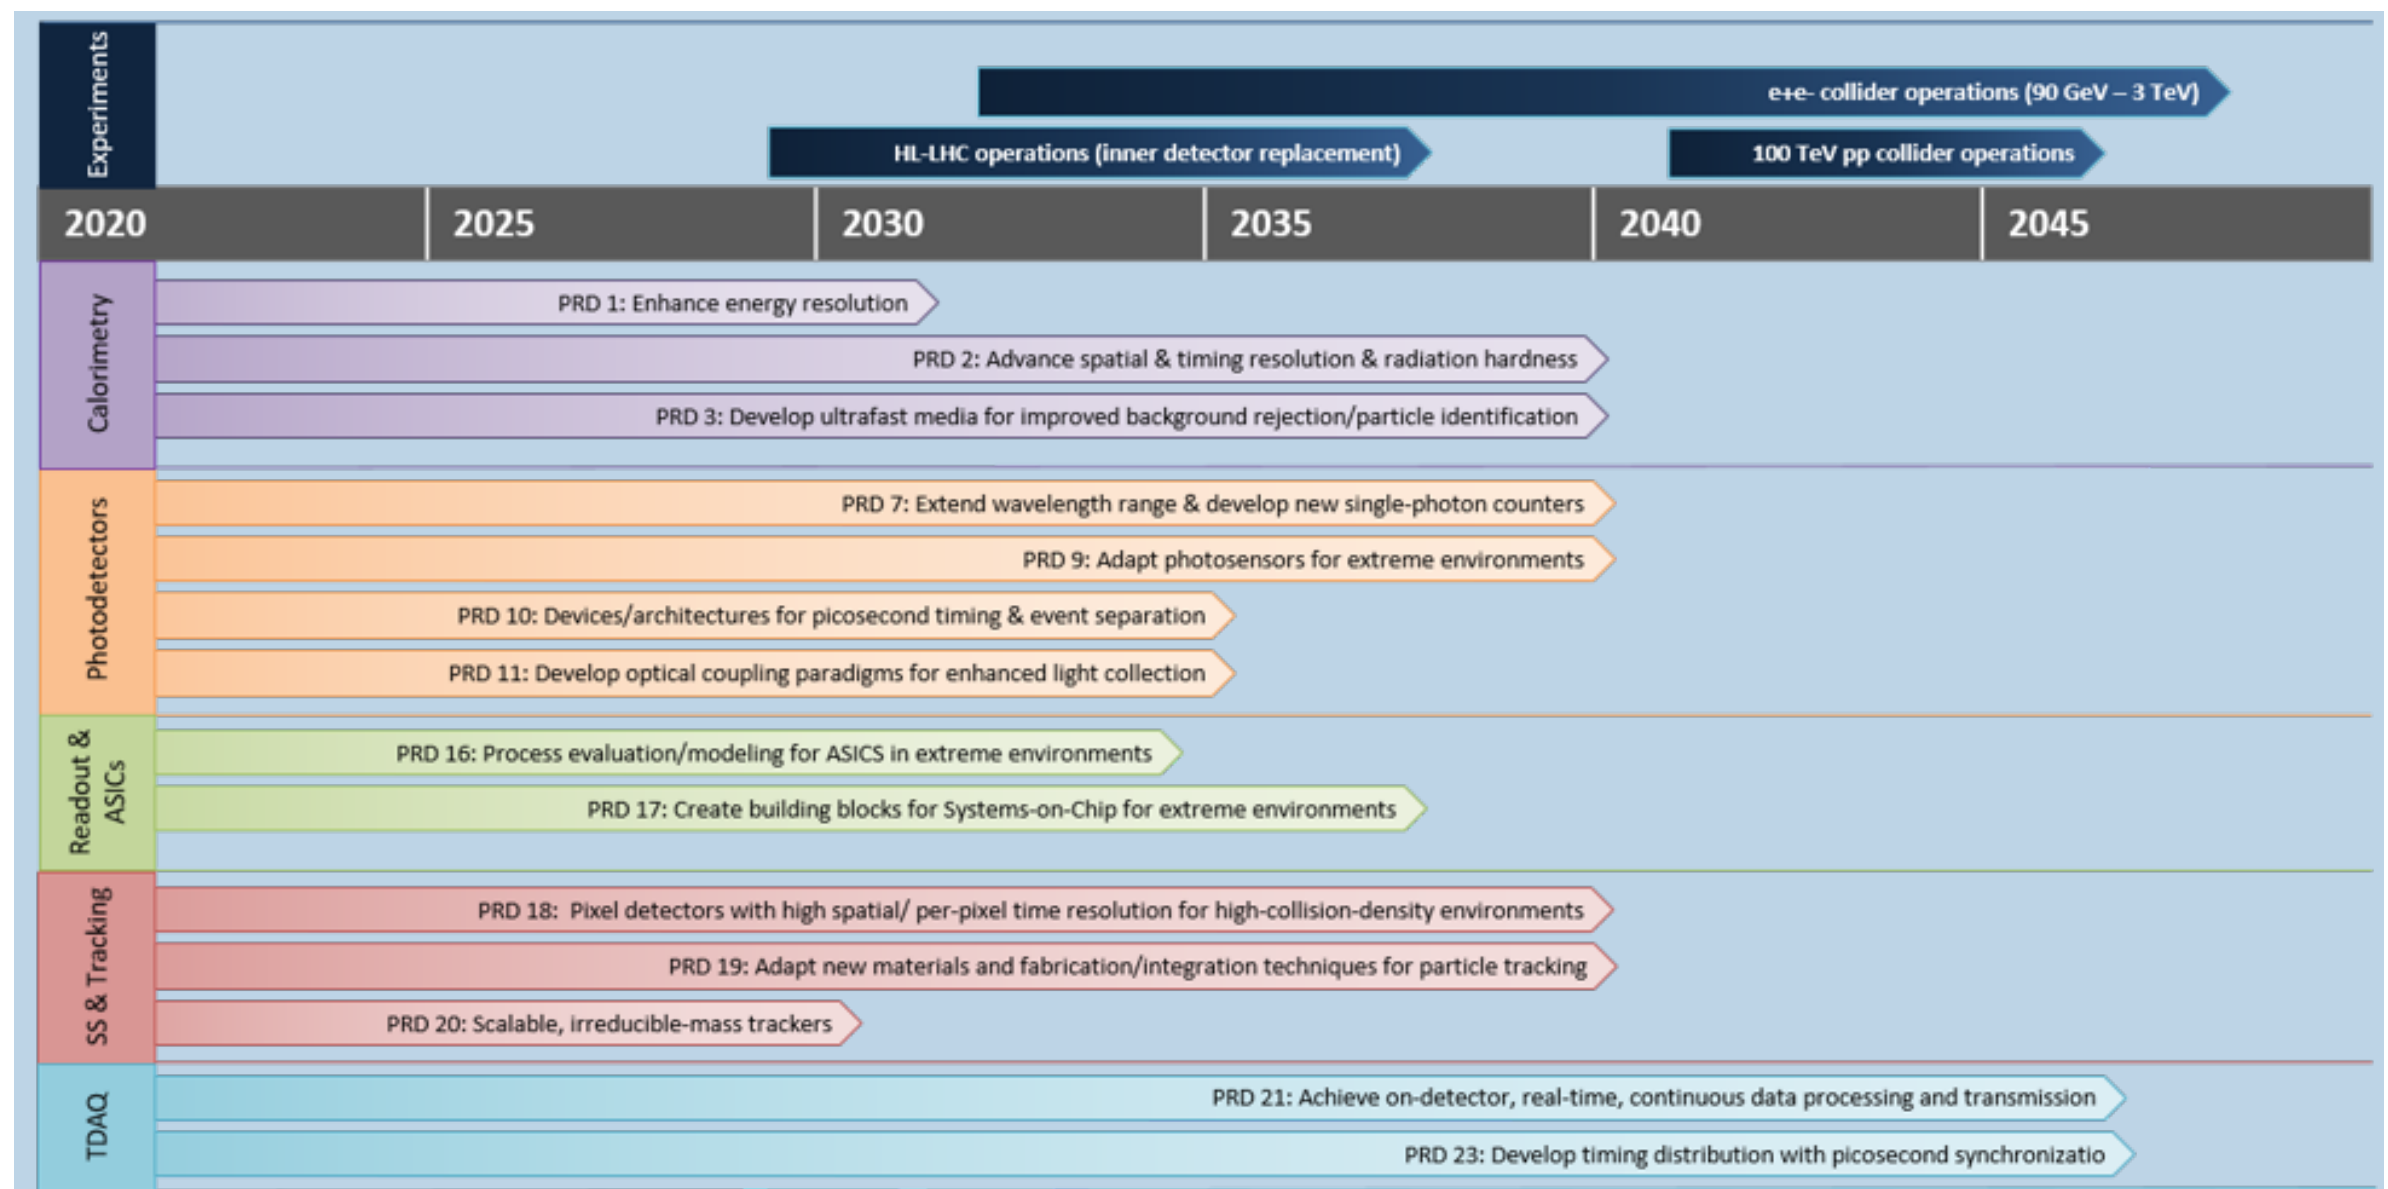 Experiments
e+e- collider operations (90 GeV – 3 TeV)
HL-LHC operations (inner detector replacement)
100 TeV pp collider operations
2020
2025
2030
2035
2040
2045
Calorimetry
PRD 1: Enhance energy resolution
PRD 2: Advance spatial & timing resolution & radiation hardness
PRD 3: Develop ultrafast media for improved background rejection/particle identification
Photodetectors
PRD 7: Extend wavelength range & develop new single-photon counters
PRD 9: Adapt photosensors for extreme environments
PRD 10: Devices/architectures for picosecond timing & event separation
PRD 11: Develop optical coupling paradigms for enhanced light collection
Readout &
ASICs
PRD 16: Process evaluation/modeling for ASICS in extreme environments
PRD 17: Create building blocks for Systems-on-Chip for extreme environments
SS & Tracking
PRD 18: Pixel detectors with high spatial/ per-pixel time resolution for high-collision-density environments
PRD 19: Adapt new materials and fabrication/integration techniques for particle tracking
PRD 20: Scalable, irreducible-mass trackers
TDAQ
PRD 21: Achieve on-detector, real-time, continuous data processing and transmission
PRD 23: Develop timing distribution with picosecond synchronizatio